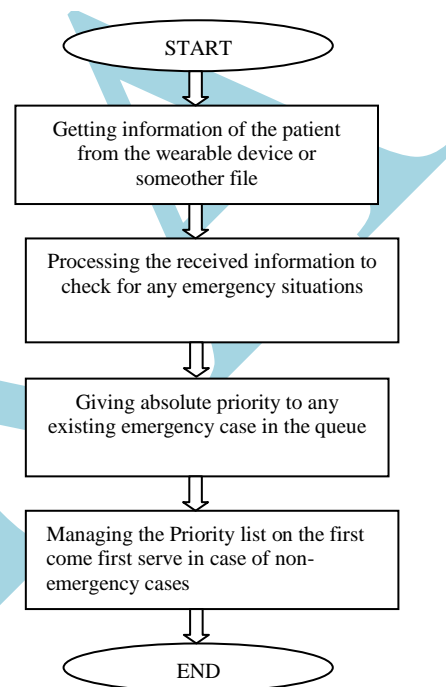 START
Getting information of the patient
from the wearable device or
someother file
Processing the received information to
check for any emergency situations
Giving absolute priority to any
existing emergency case in the queue
Managing the Priority list on the first
come first serve in case of non-
emergency cases
END